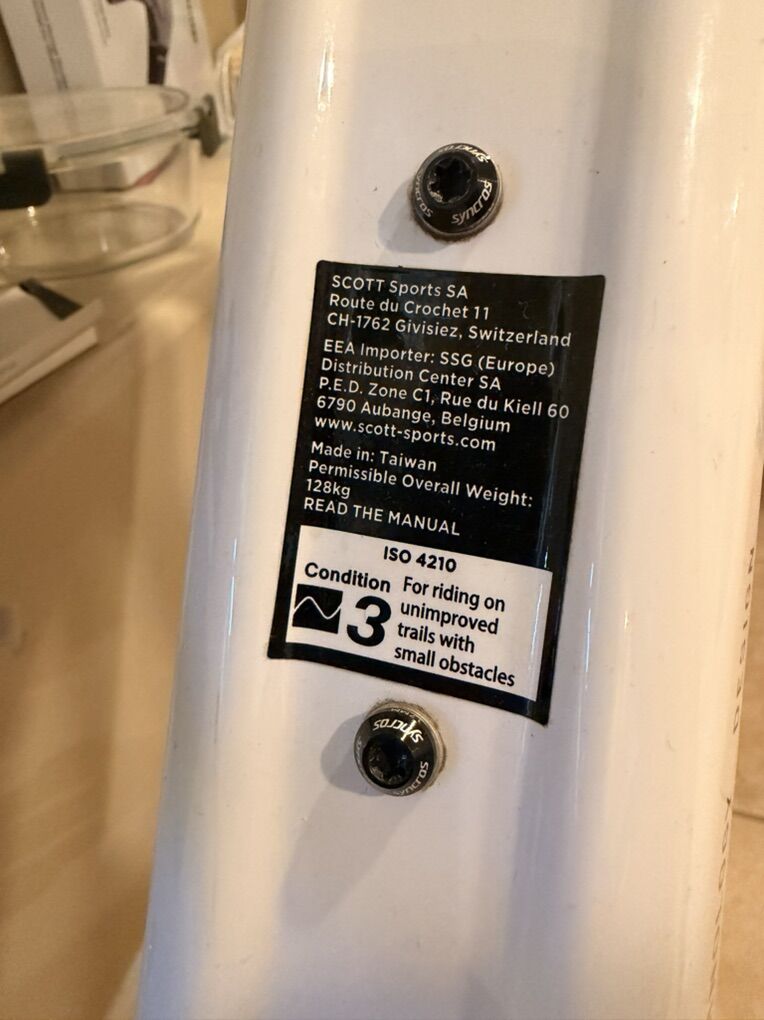 syncros
syncros
SCOTT Sports SA
Route du Crochet 11
CH-1762 Givisiez, Switzerland
EEA Importer: SSG (Europe)
Distribution Center SA
P.E.D. Zone C1, Rue du Kiell 60
6790 Aubange, Belgium
www.scott-sports.com
Made in: Taiwan
Permissible Overall Weight:
128kg
READ THE MANUAL
ISO 4210
Condition
3
For riding on
unimproved
trails with
small obstacles
syncros
syncros